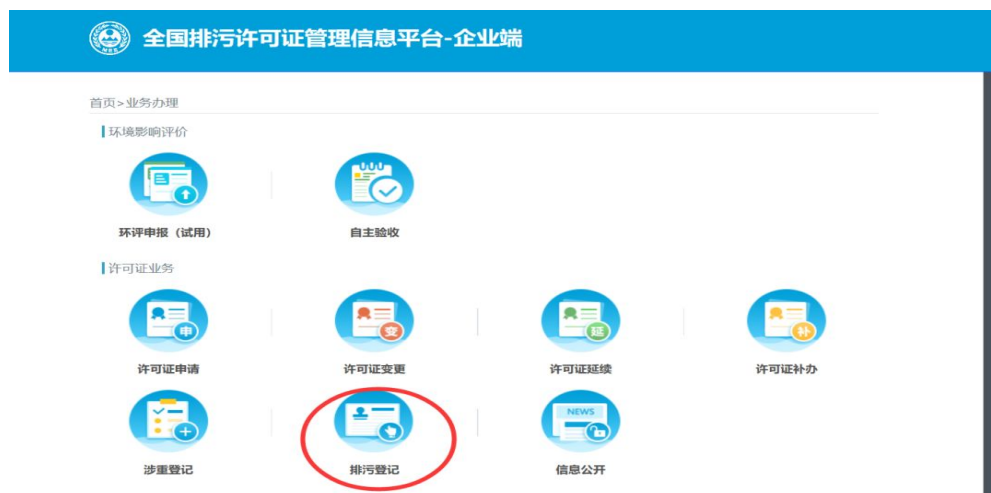 全国排污许可证管理信息平台-企业端
首页>业务办理
环境影响评价
环评申报（试用） 自主验收
许可证业务
申 变 延 补
许可证申请 许可证变更 许可证延续 许可证补办
NEWS
涉重登记 排污登记 信息公开